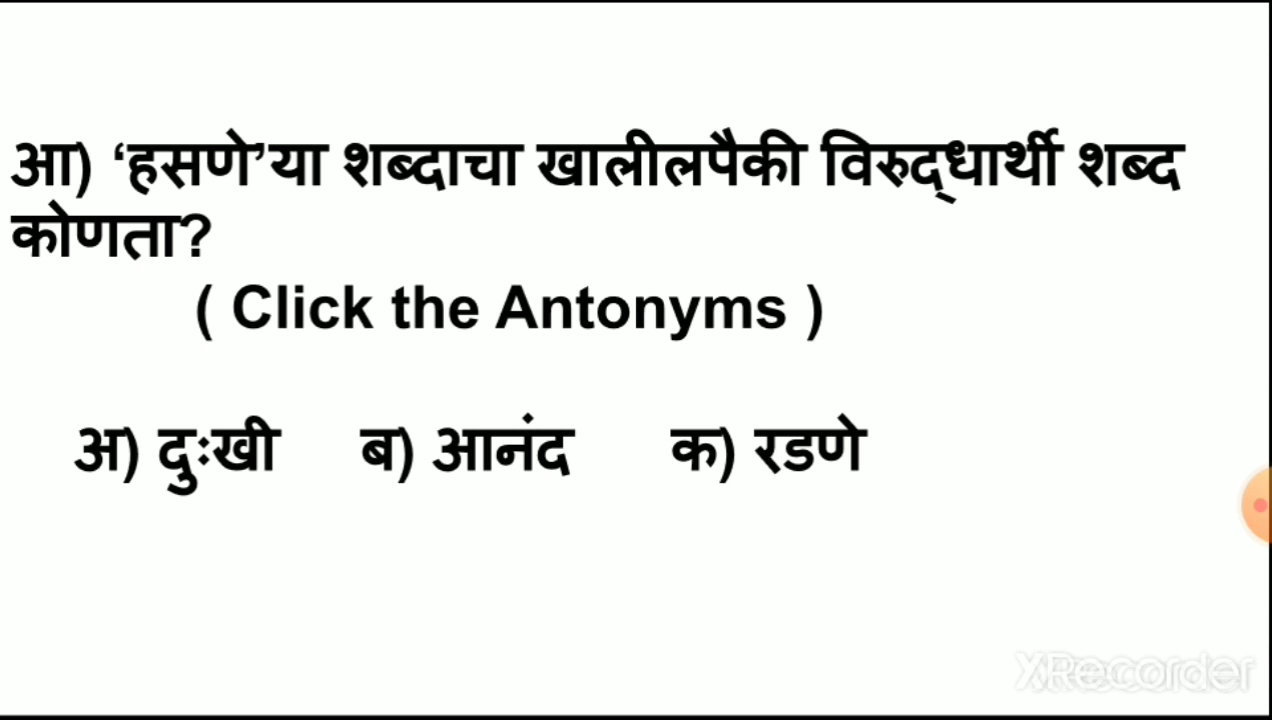 आ) ‘हसणे’या शब्दाचा खालीलपैकी विरुद्धार्थी शब्द
कोणता?
( Click the Antonyms )
अ) दुःखी ब) आनंद क) रडणे
XRecorder